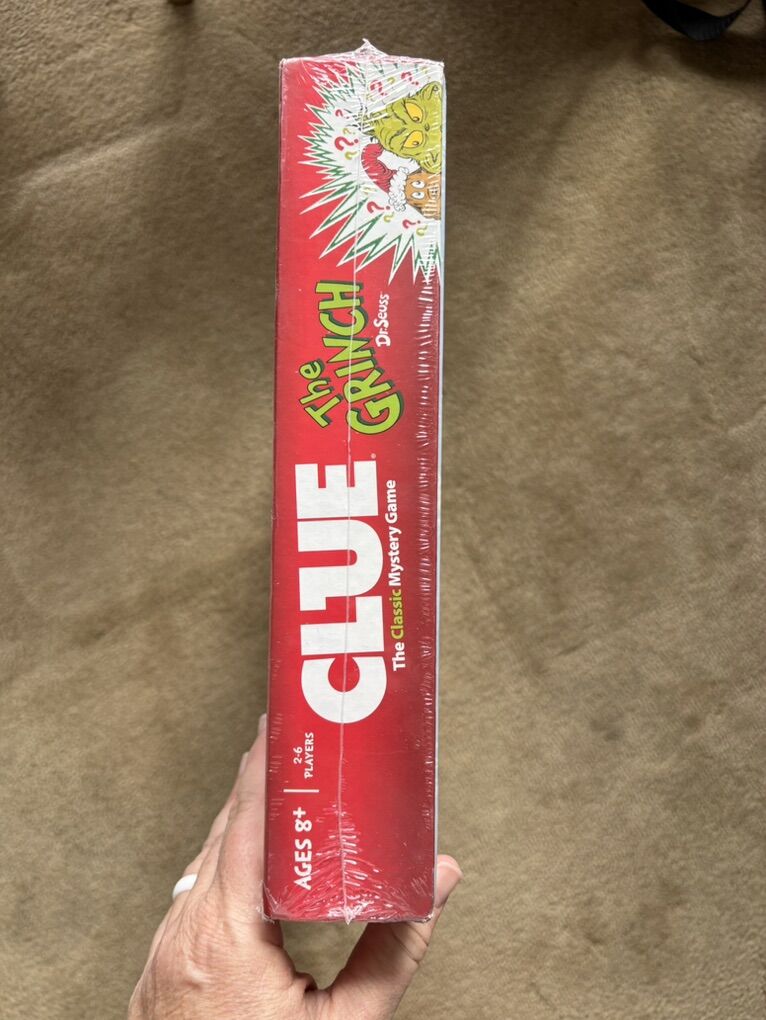 AGES 8+
2-6
PLAYERS
CLUE®
The Classic Mystery Game
The
GRINCH
Dr. Seuss
? ? ? ? ? ? ?